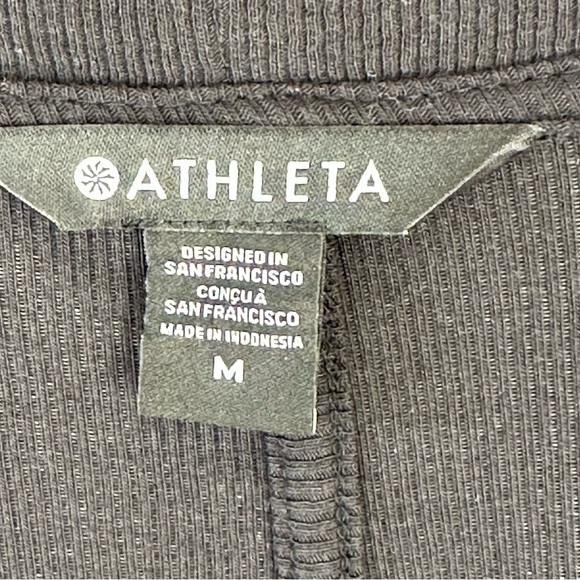 ATHLETA
DESIGNED IN
SAN FRANCISCO
CONÇU À
SAN FRANCISCO
MADE IN INDONESIA
M